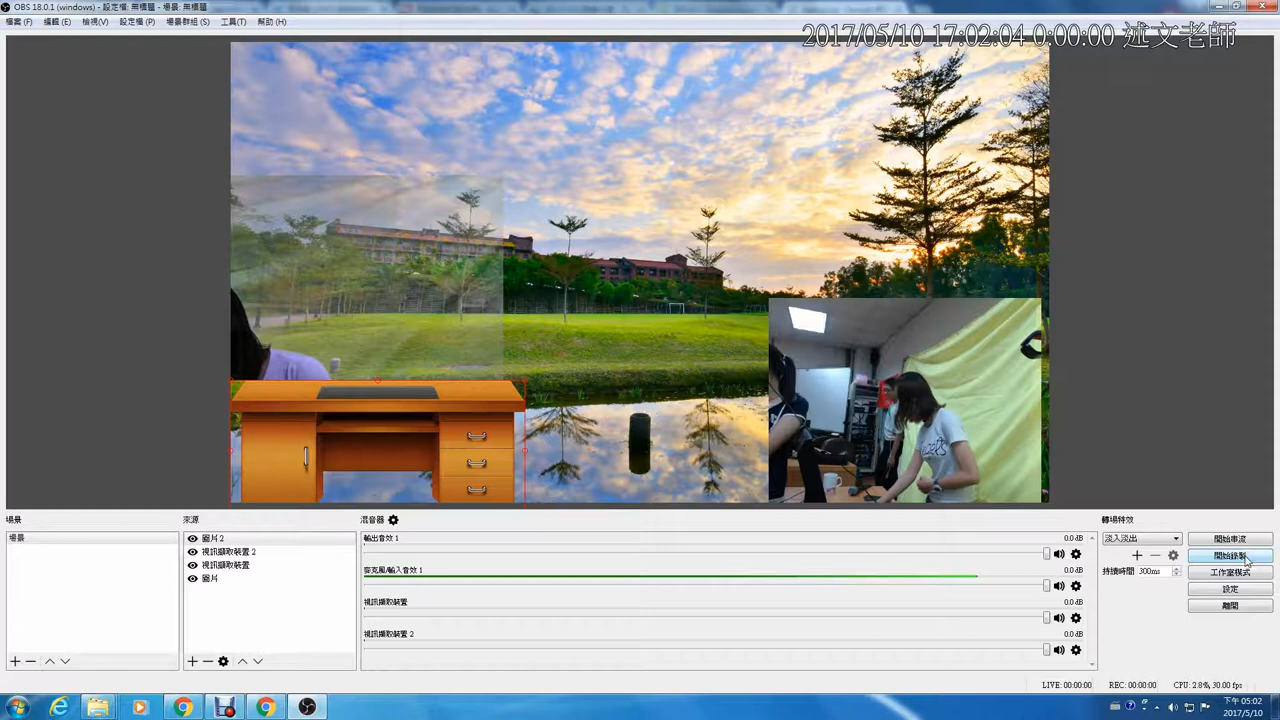 OBS 18.0.1 (windows) - 設定檔: 無標題 - 場景: 無標題
檔案 (F) 編輯 (E) 檢視(V) 設定檔 (P) 場景群組 (S) 工具(T) 幫助 (H)
2017/05/10 17:02:04 0:00:00 述文老師
場景
場景
來源
圖片 2
視訊擷取裝置 2
視訊擷取裝置
圖片
混音器
輸出音效 1 0.0 dB
麥克風/輸入音效 1 0.0 dB
視訊擷取裝置 0.0 dB
視訊擷取裝置 2 0.0 dB
轉場特效
淡入淡出
持續時間 300ms
開始串流
開始錄製
工作室模式
設定
離開
LIVE: 00:00:00 REC: 00:00:00 CPU: 2.8%, 30.00 fps
下午 05:02
2017/5/10